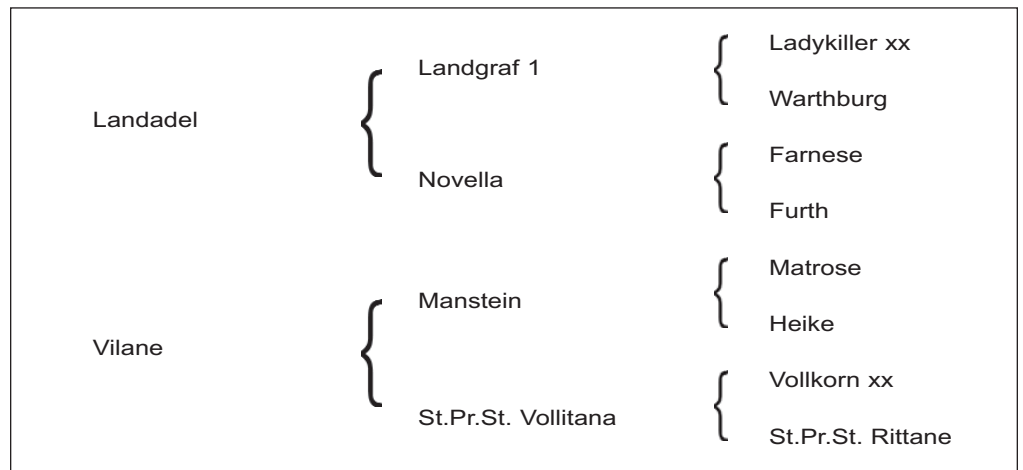 Ladykiller xx
Landgraf 1
Warthburg
Landadel
Farnese
Novella
Furth
Matrose
Manstein
Heike
Vilane
Vollkorn xx
St.Pr.St. Vollitana
St.Pr.St. Rittane